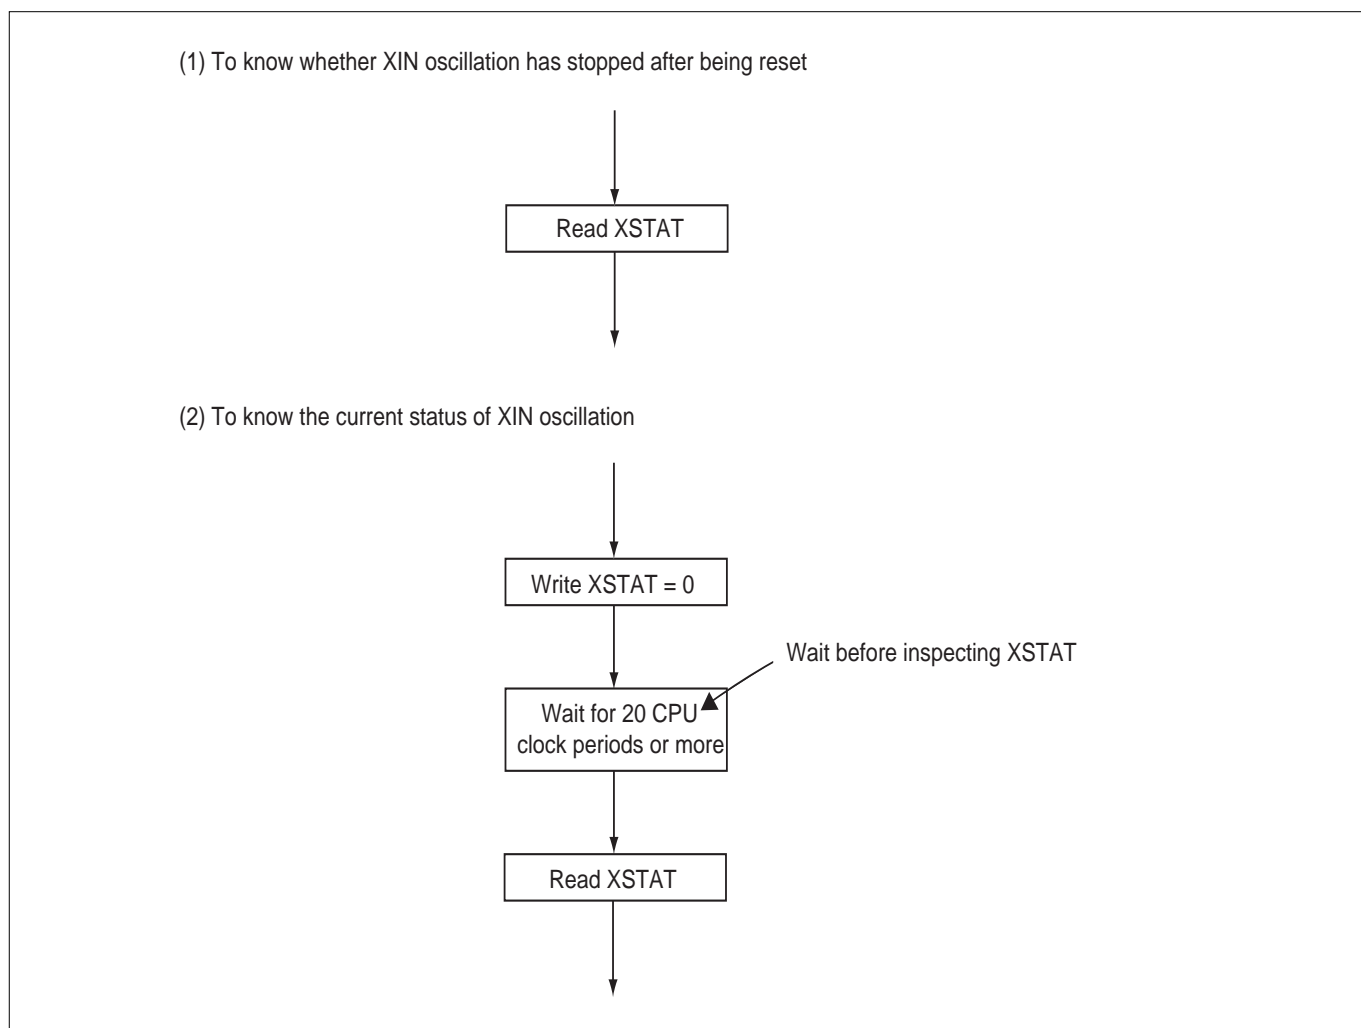 (1) To know whether XIN oscillation has stopped after being reset
Read XSTAT
(2) To know the current status of XIN oscillation
Write XSTAT = 0
Wait before inspecting XSTAT
Wait for 20 CPU
clock periods or more
Read XSTAT